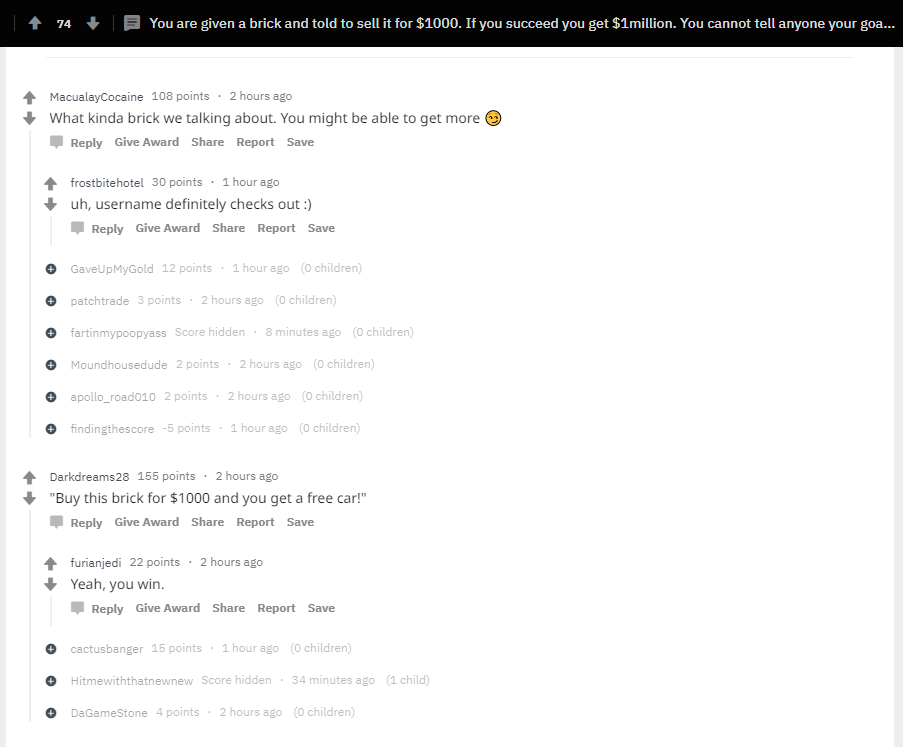 74 You are given a brick and told to sell it for $1000. If you succeed you get $1million. You cannot tell anyone your goa...
MacualayCocaine 108 points · 2 hours ago
What kinda brick we talking about. You might be able to get more 😏
Reply Give Award Share Report Save
frostbitehotel 30 points · 1 hour ago
uh, username definitely checks out :)
Reply Give Award Share Report Save
GaveUpMyGold 12 points · 1 hour ago (0 children)
patchtrade 3 points · 2 hours ago (0 children)
fartinmypoopyass Score hidden · 8 minutes ago (0 children)
Moundhousedude 2 points · 2 hours ago (0 children)
apollo_road010 2 points · 2 hours ago (0 children)
findingthescore -5 points · 1 hour ago (0 children)
Darkdreams28 155 points · 2 hours ago
"Buy this brick for $1000 and you get a free car!"
Reply Give Award Share Report Save
furianjedi 22 points · 2 hours ago
Yeah, you win.
Reply Give Award Share Report Save
cactusbanger 15 points · 1 hour ago (0 children)
Hitmewiththatnewnew Score hidden · 34 minutes ago (1 child)
DaGameStone 4 points · 2 hours ago (0 children)